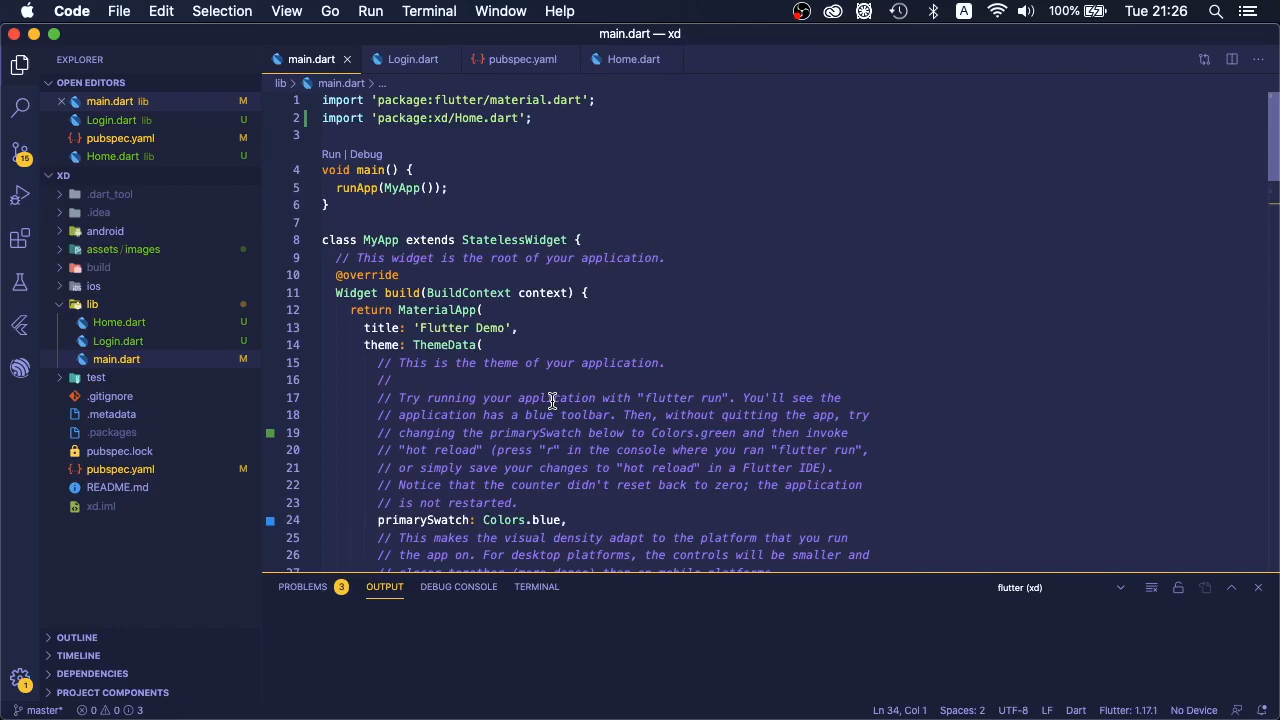 Code File Edit Selection View Go Run Terminal Window Help
A 100% Tue 21:26
main.dart — xd
EXPLORER
OPEN EDITORS
main.dart lib M
Login.dart lib U
pubspec.yaml M
Home.dart lib U
XD
.dart_tool
.idea
android
assets/images
build
ios
lib
Home.dart U
Login.dart U
main.dart M
test
.gitignore
.metadata
.packages
pubspec.lock
pubspec.yaml M
README.md
xd.iml
OUTLINE
TIMELINE
DEPENDENCIES
PROJECT COMPONENTS
15
1
main.dart Login.dart pubspec.yaml Home.dart
lib > main.dart > ...
1 import 'package:flutter/material.dart';
2 import 'package:xd/Home.dart';
3
Run | Debug
4 void main() {
5 runApp(MyApp());
6 }
7
8 class MyApp extends StatelessWidget {
9 // This widget is the root of your application.
10 @override
11 Widget build(BuildContext context) {
12 return MaterialApp(
13 title: 'Flutter Demo',
14 theme: ThemeData(
15 // This is the theme of your application.
16 //
17 // Try running your application with "flutter run". You'll see the
18 // application has a blue toolbar. Then, without quitting the app, try
19 // changing the primarySwatch below to Colors.green and then invoke
20 // "hot reload" (press "r" in the console where you ran "flutter run",
21 // or simply save your changes to "hot reload" in a Flutter IDE).
22 // Notice that the counter didn't reset back to zero; the application
23 // is not restarted.
24 primarySwatch: Colors.blue,
25 // This makes the visual density adapt to the platform that you run
26 // the app on. For desktop platforms, the controls will be smaller and
27 // closer together (more dense) than on mobile platforms.
PROBLEMS 3 OUTPUT DEBUG CONSOLE TERMINAL flutter (xd)
master* 0 0 3 Ln 34, Col 1 Spaces: 2 UTF-8 LF Dart Flutter: 1.17.1 No Device